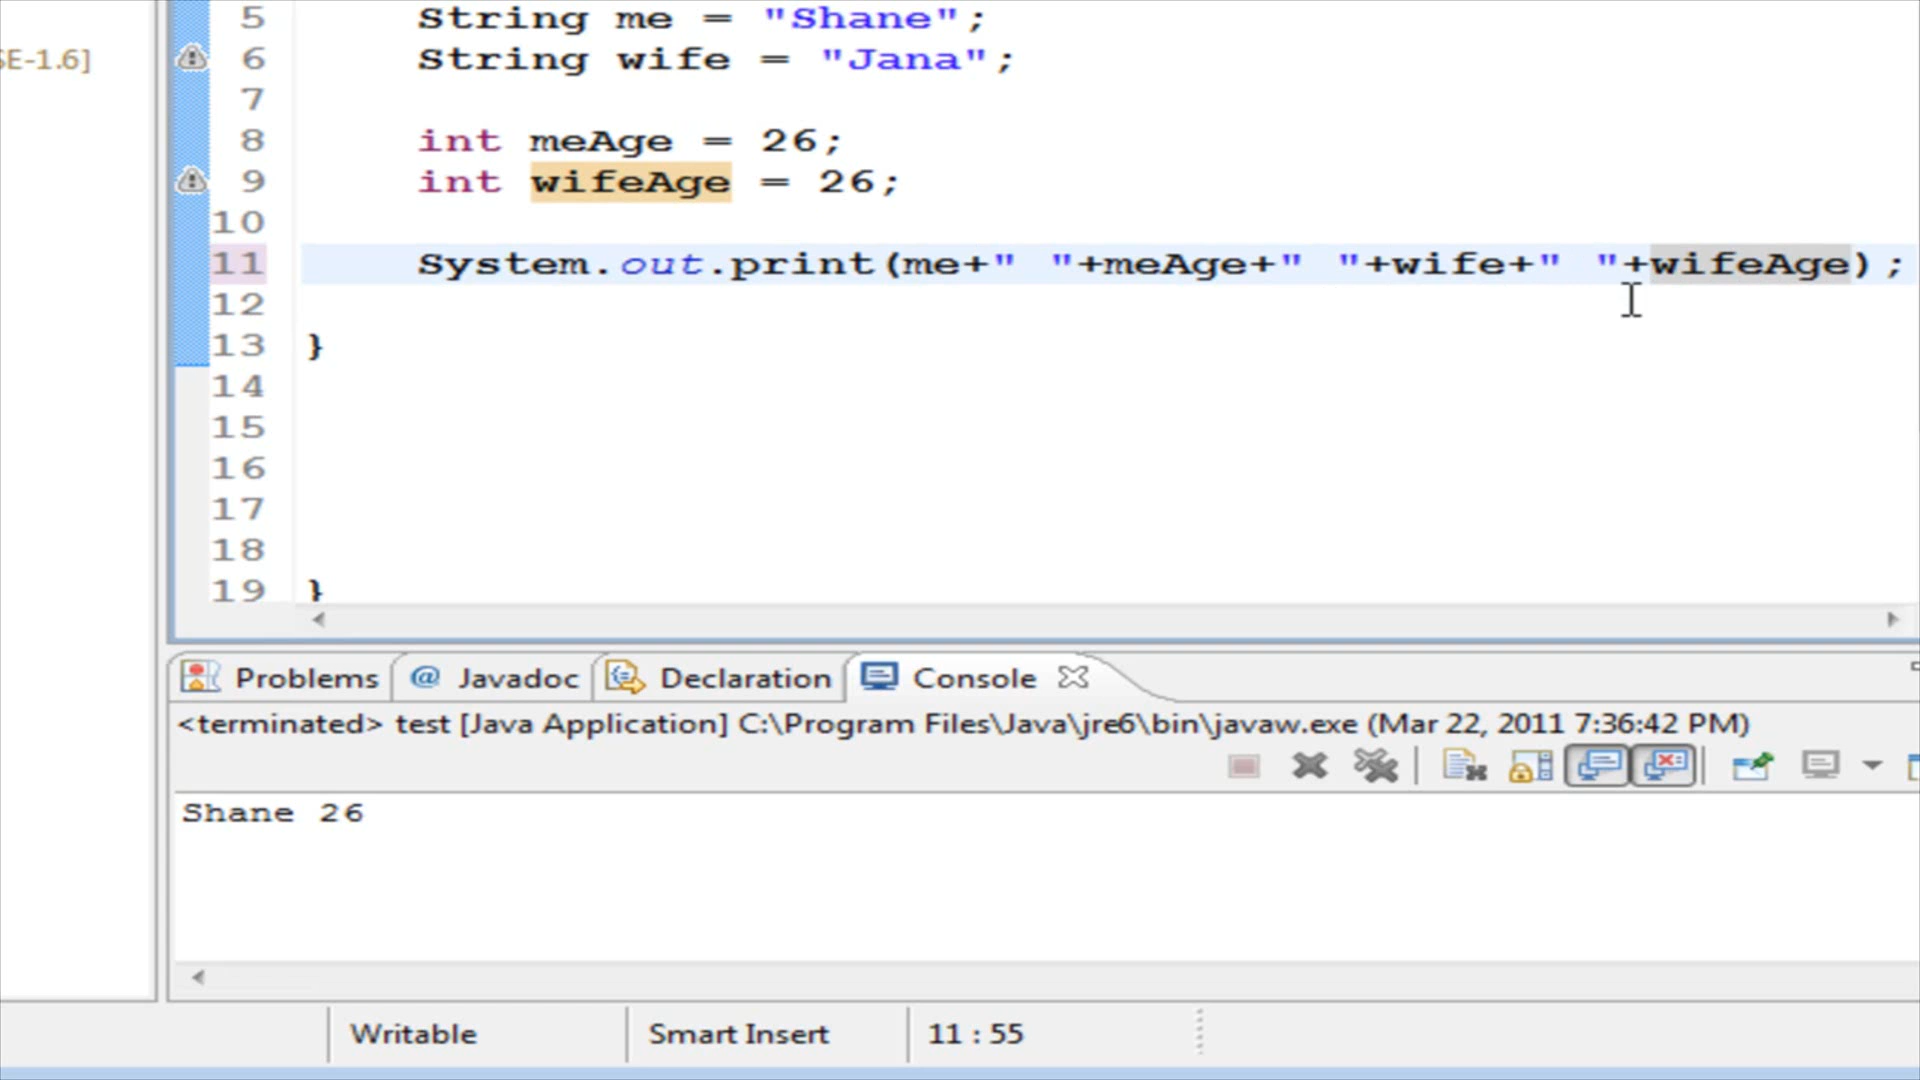 5 String me = "Shane";
SE-1.6]
6 String wife = "Jana";
7
8 int meAge = 26;
9 int wifeAge = 26;
10
11 System.out.print(me+" "+meAge+" "+wife+" "+wifeAge);
12
13 }
14
15
16
17
18
19 }
Problems @ Javadoc Declaration Console
<terminated> test [Java Application] C:\Program Files\Java\jre6\bin\javaw.exe (Mar 22, 2011 7:36:42 PM)
Shane 26
Writable Smart Insert 11 : 55